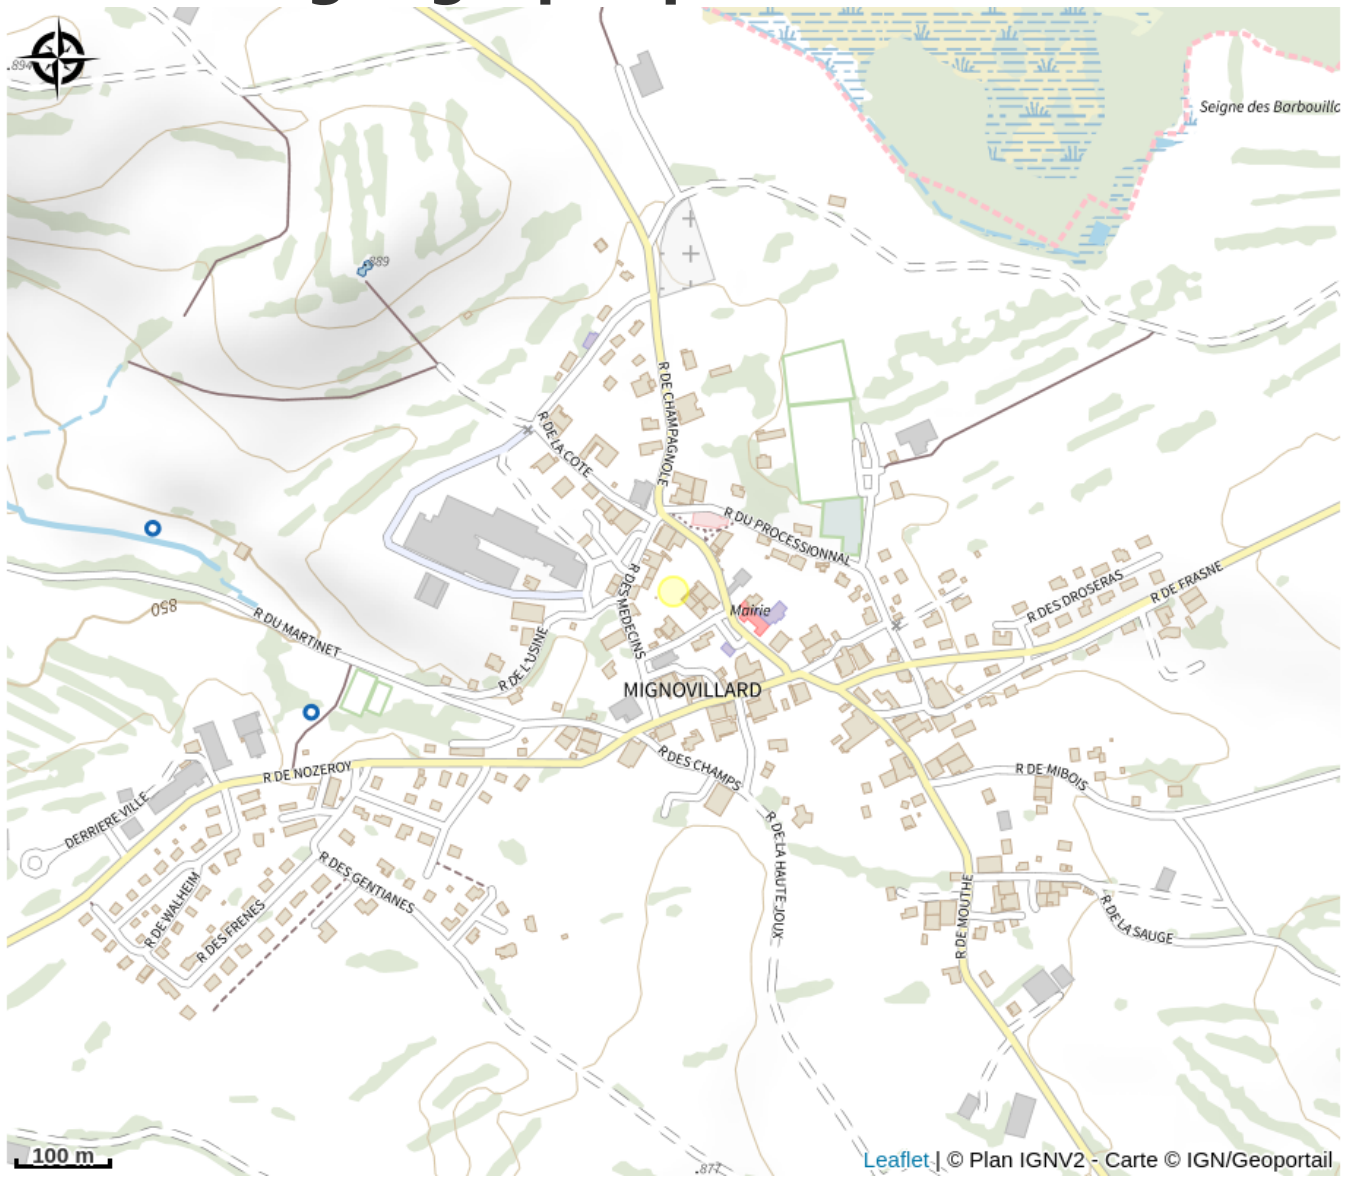 .894
Seigne des Barbouillo
889
R DE CHAMPAGNOLE
R DE LA COTE
R DU PROCESSIONNAL
R DES MEDECINS
Mairie
R DES DROSERAS
R DE FRASNE
850
R DU MARTINET
R DE L'USINE
MIGNOVILLARD
R DES CHAMPS
R DE NOZEROY
R DE MIBOIS
DERRIERE VILLE
R DE LA HAUTE JOUX
R DES GENTIANES
R DE WALHEIM
R DES FRENES
R DE MOUTHE
R DE LA SAUGE
100 m
.877
Leaflet | © Plan IGNV2 - Carte © IGN/Geoportail